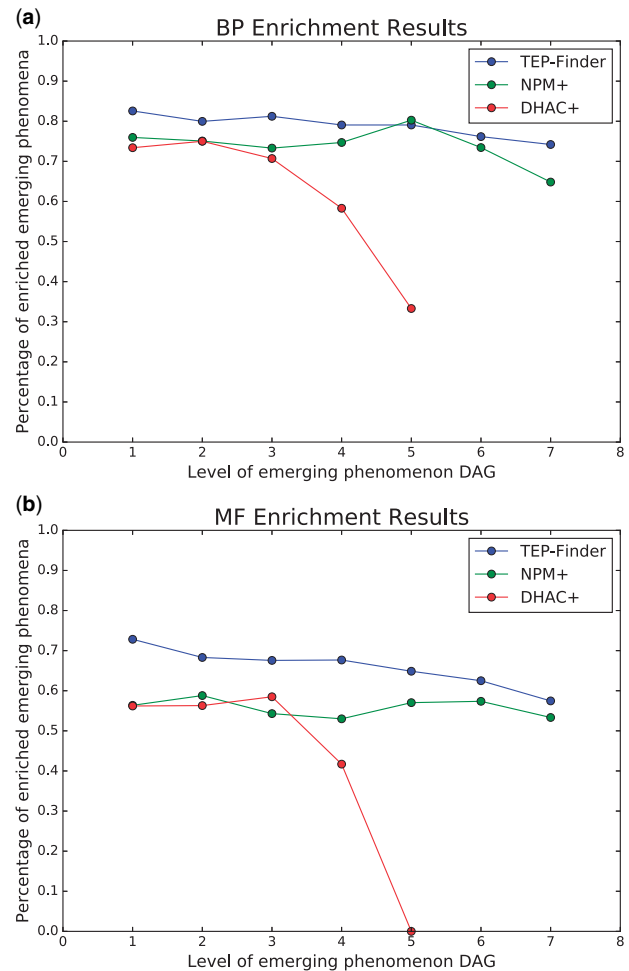 (a)
BP Enrichment Results
TEP-Finder
NPM+
DHAC+
Percentage of enriched emerging phenomena
1.0
0.9
0.8
0.7
0.6
0.5
0.4
0.3
0.2
0.1
0.0
0 1 2 3 4 5 6 7 8
Level of emerging phenomenon DAG
(b)
MF Enrichment Results
TEP-Finder
NPM+
DHAC+
Percentage of enriched emerging phenomena
1.0
0.9
0.8
0.7
0.6
0.5
0.4
0.3
0.2
0.1
0.0
0 1 2 3 4 5 6 7 8
Level of emerging phenomenon DAG